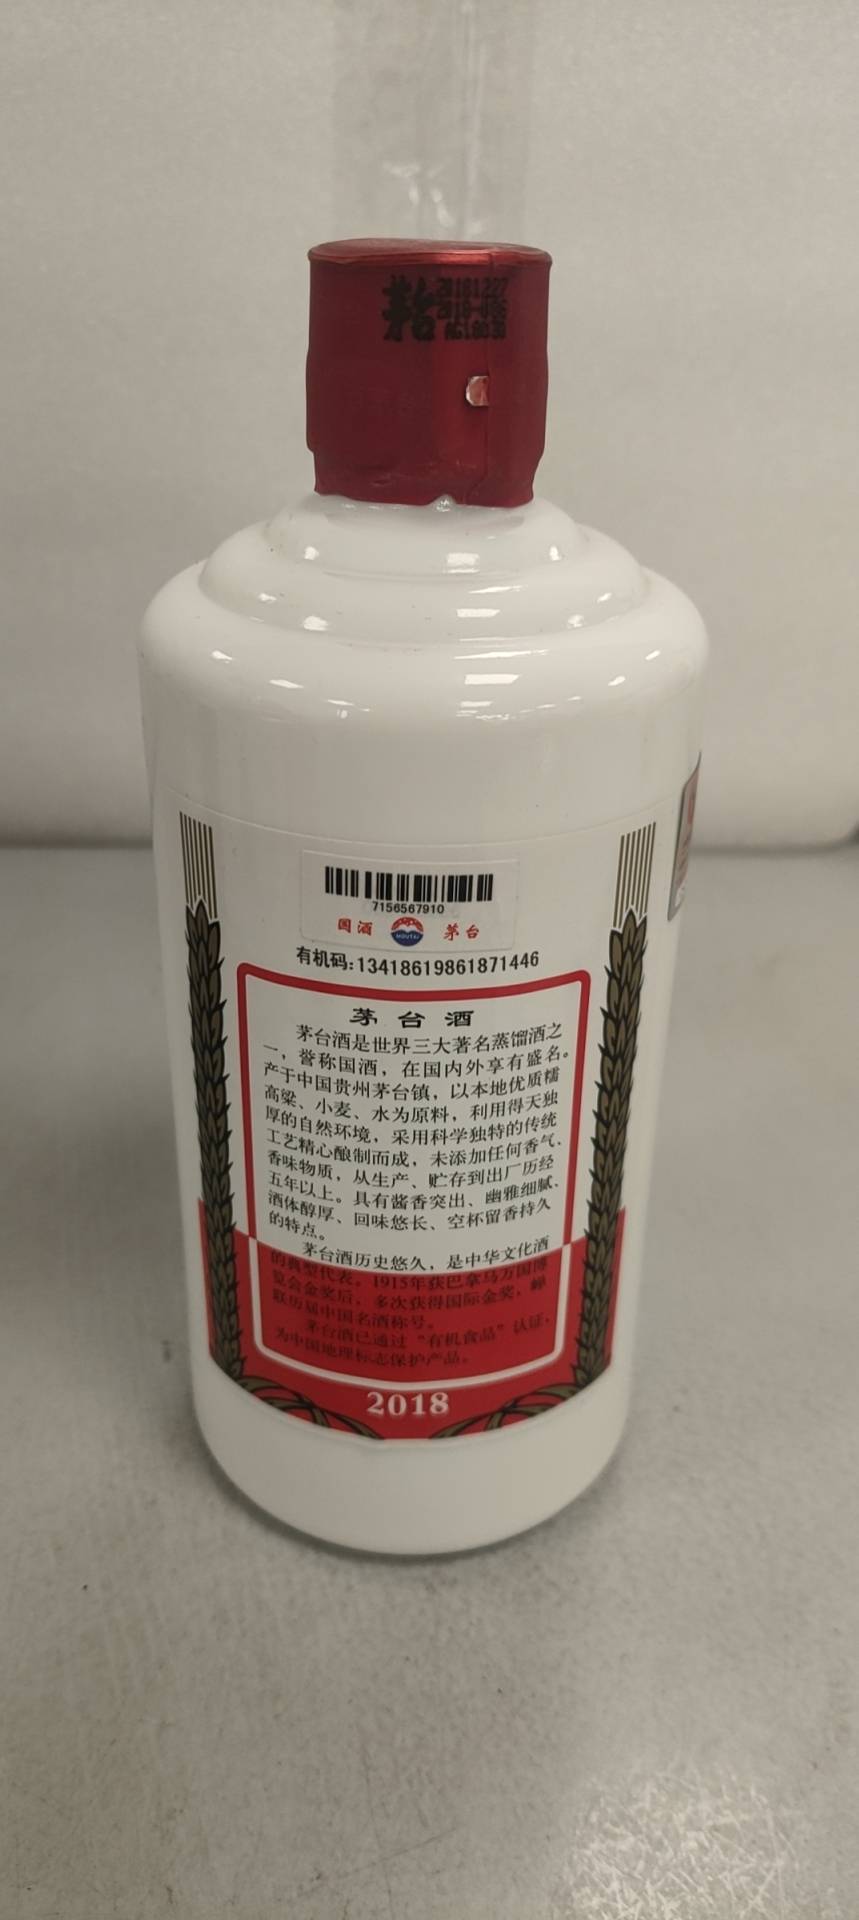 茅台
20181227
2018-086
7156567910
国酒 MOUTAI 茅台
有机码:13418619861871446
茅台酒
茅台酒是世界三大著名蒸馏酒之
一，誉称国酒，在国内外享有盛名。
产于中国贵州茅台镇，以本地优质糯
高粱、小麦、水为原料，利用得天独
厚的自然环境，采用科学独特的传统
工艺精心酿制而成，未添加任何香气、
香味物质，从生产、贮存到出厂历经
五年以上。具有酱香突出、幽雅细腻、
酒体醇厚、回味悠长、空杯留香持久
的特点。
茅台酒历史悠久，是中华文化酒
的典型代表。1915年获巴拿马万国博
览会金奖后，多次获得国际金奖，蝉
联历届中国名酒称号。
茅台酒已通过“有机食品”认证，
为中国地理标志保护产品。
2018